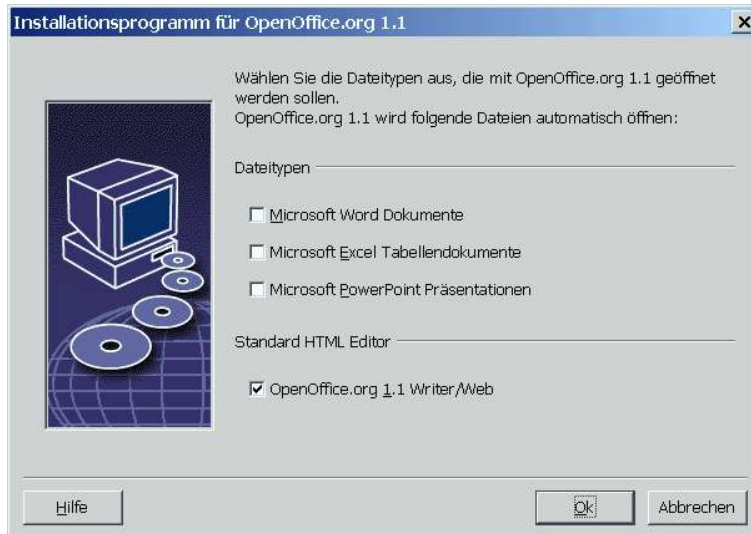 Installationsprogramm für OpenOffice.org 1.1
Wählen Sie die Dateitypen aus, die mit OpenOffice.org 1.1 geöffnet
werden sollen.
OpenOffice.org 1.1 wird folgende Dateien automatisch öffnen:
Dateitypen
Microsoft Word Dokumente
Microsoft Excel Tabellendokumente
Microsoft PowerPoint Präsentationen
Standard HTML Editor
OpenOffice.org 1.1 Writer/Web
Hilfe
Ok
Abbrechen